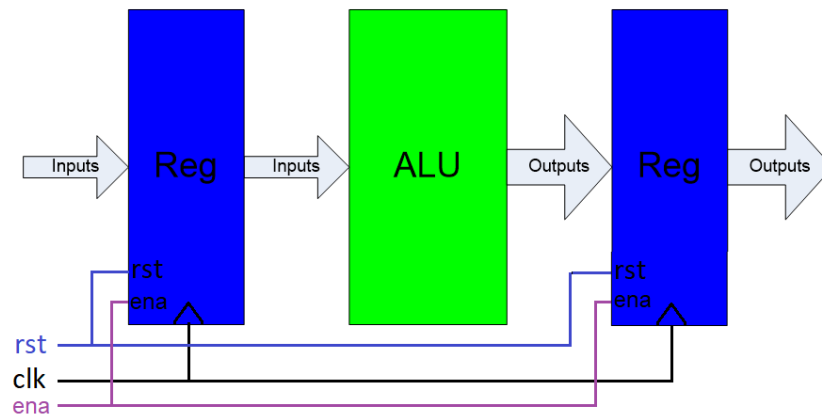 Inputs
Reg
Inputs
ALU
Outputs
Reg
Outputs
rst
ena
rst
ena
rst
clk
ena